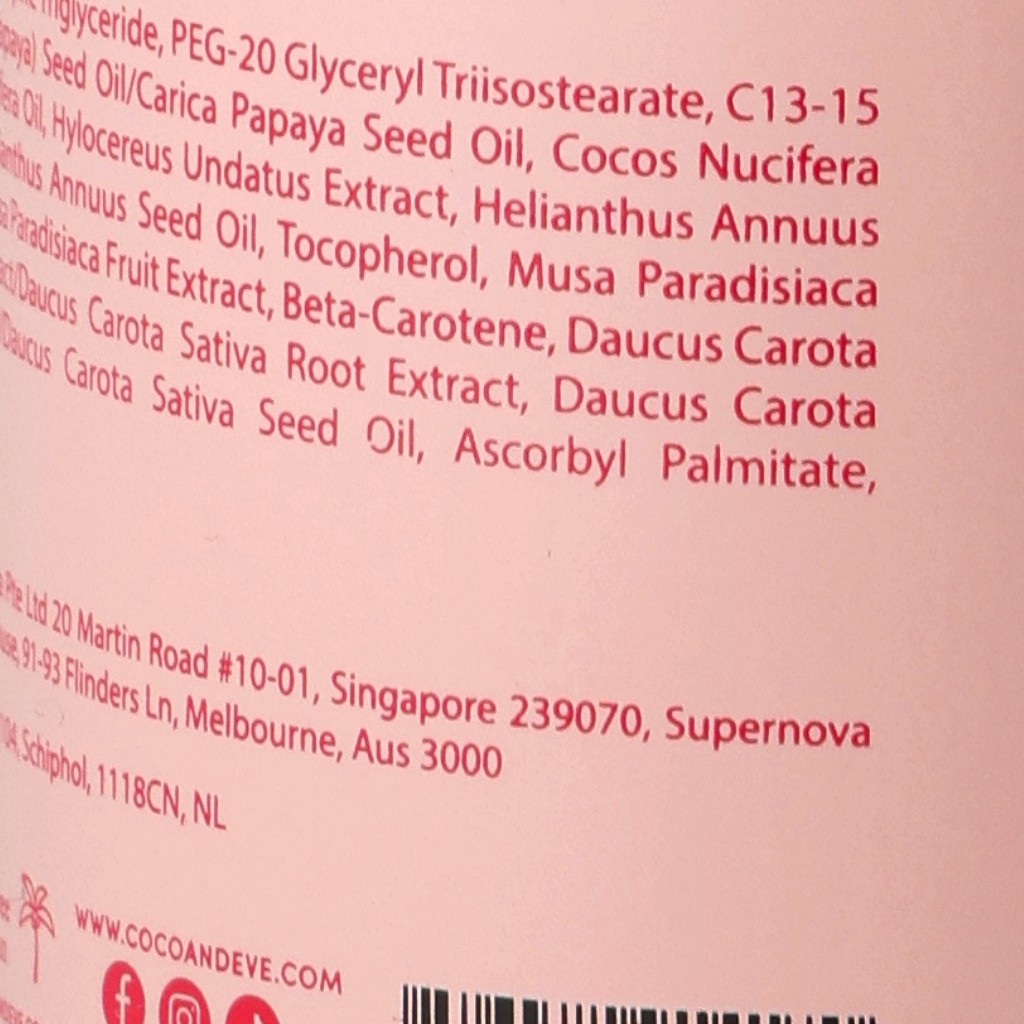 PEG-20 Glyceryl Triisostearate, C13-15
Seed Oil/Carica Papaya Seed Oil, Cocos Nucifera
Oil, Hylocereus Undatus Extract, Helianthus Annuus
Annuus Seed Oil, Tocopherol, Musa Paradisiaca
Paradisiaca Fruit Extract, Beta-Carotene, Daucus Carota
Daucus Carota Sativa Root Extract, Daucus Carota
Daucus Carota Sativa Seed Oil, Ascorbyl Palmitate,
Pte Ltd 20 Martin Road #10-01, Singapore 239070, Supernova
91-93 Flinders Ln, Melbourne, Aus 3000
Schiphol, 1118CN, NL
WWW.COCOANDEVE.COM